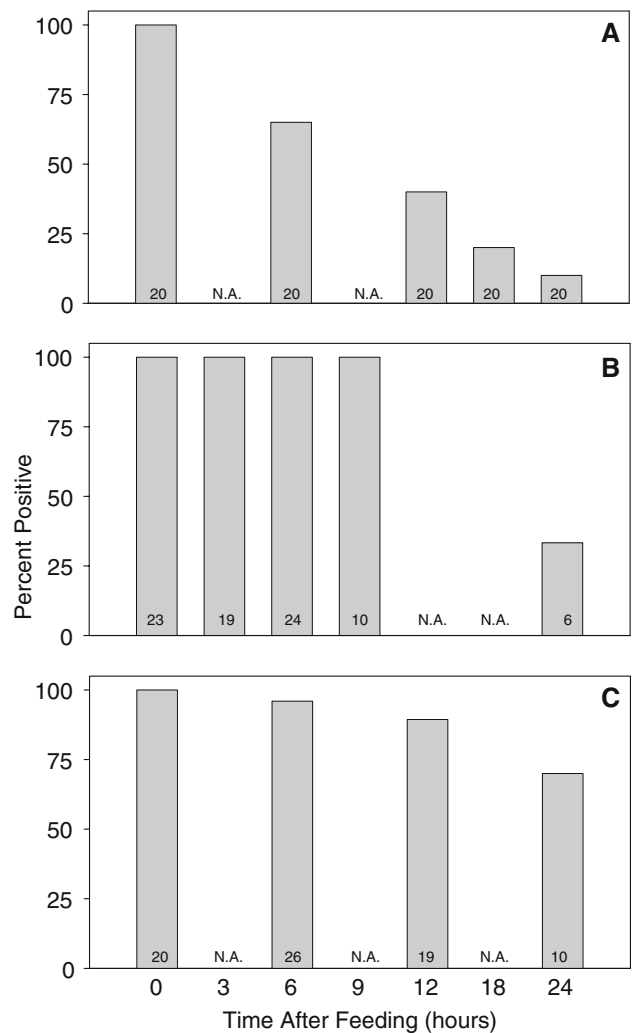 100
A
75
50
25
0
20 N.A. 20 N.A. 20 20 20
100
B
75
50
25
0
23 19 24 10 N.A. N.A. 6
Percent Positive
100
C
75
50
25
0
20 N.A. 26 N.A. 19 N.A. 10
0 3 6 9 12 18 24
Time After Feeding (hours)